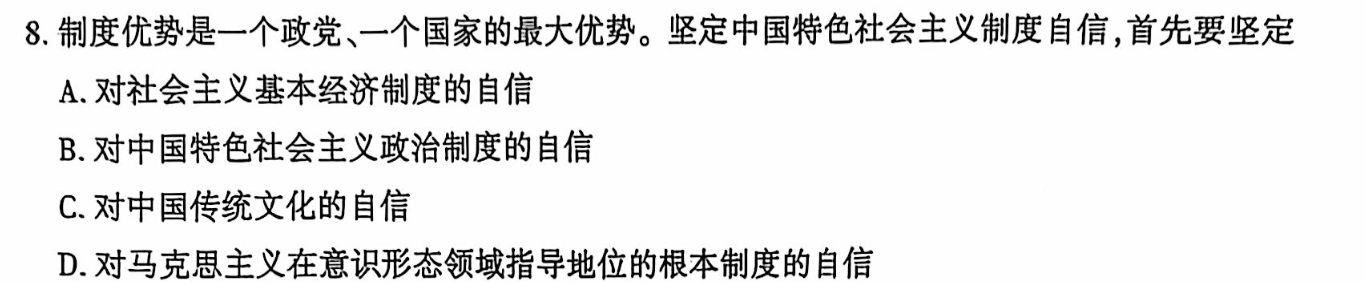 8. 制度优势是一个政党、一个国家的最大优势。坚定中国特色社会主义制度自信,首先要坚定
A. 对社会主义基本经济制度的自信
B. 对中国特色社会主义政治制度的自信
C. 对中国传统文化的自信
D. 对马克思主义在意识形态领域指导地位的根本制度的自信